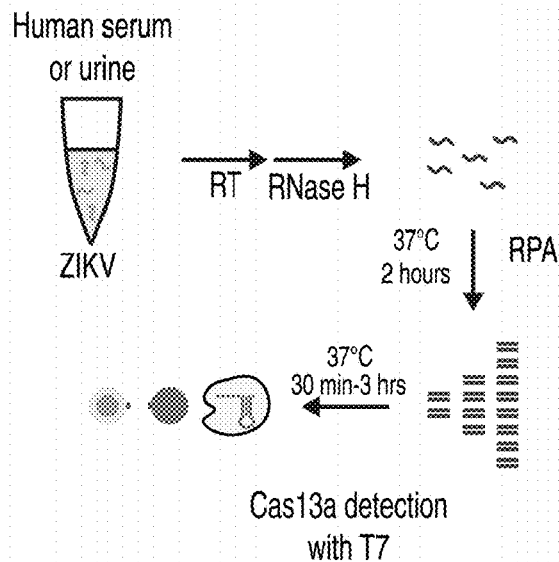 Human serum
or urine
ZIKV
RT
RNase H
37°C
2 hours
RPA
37°C
30 min-3 hrs
Cas13a detection
with T7